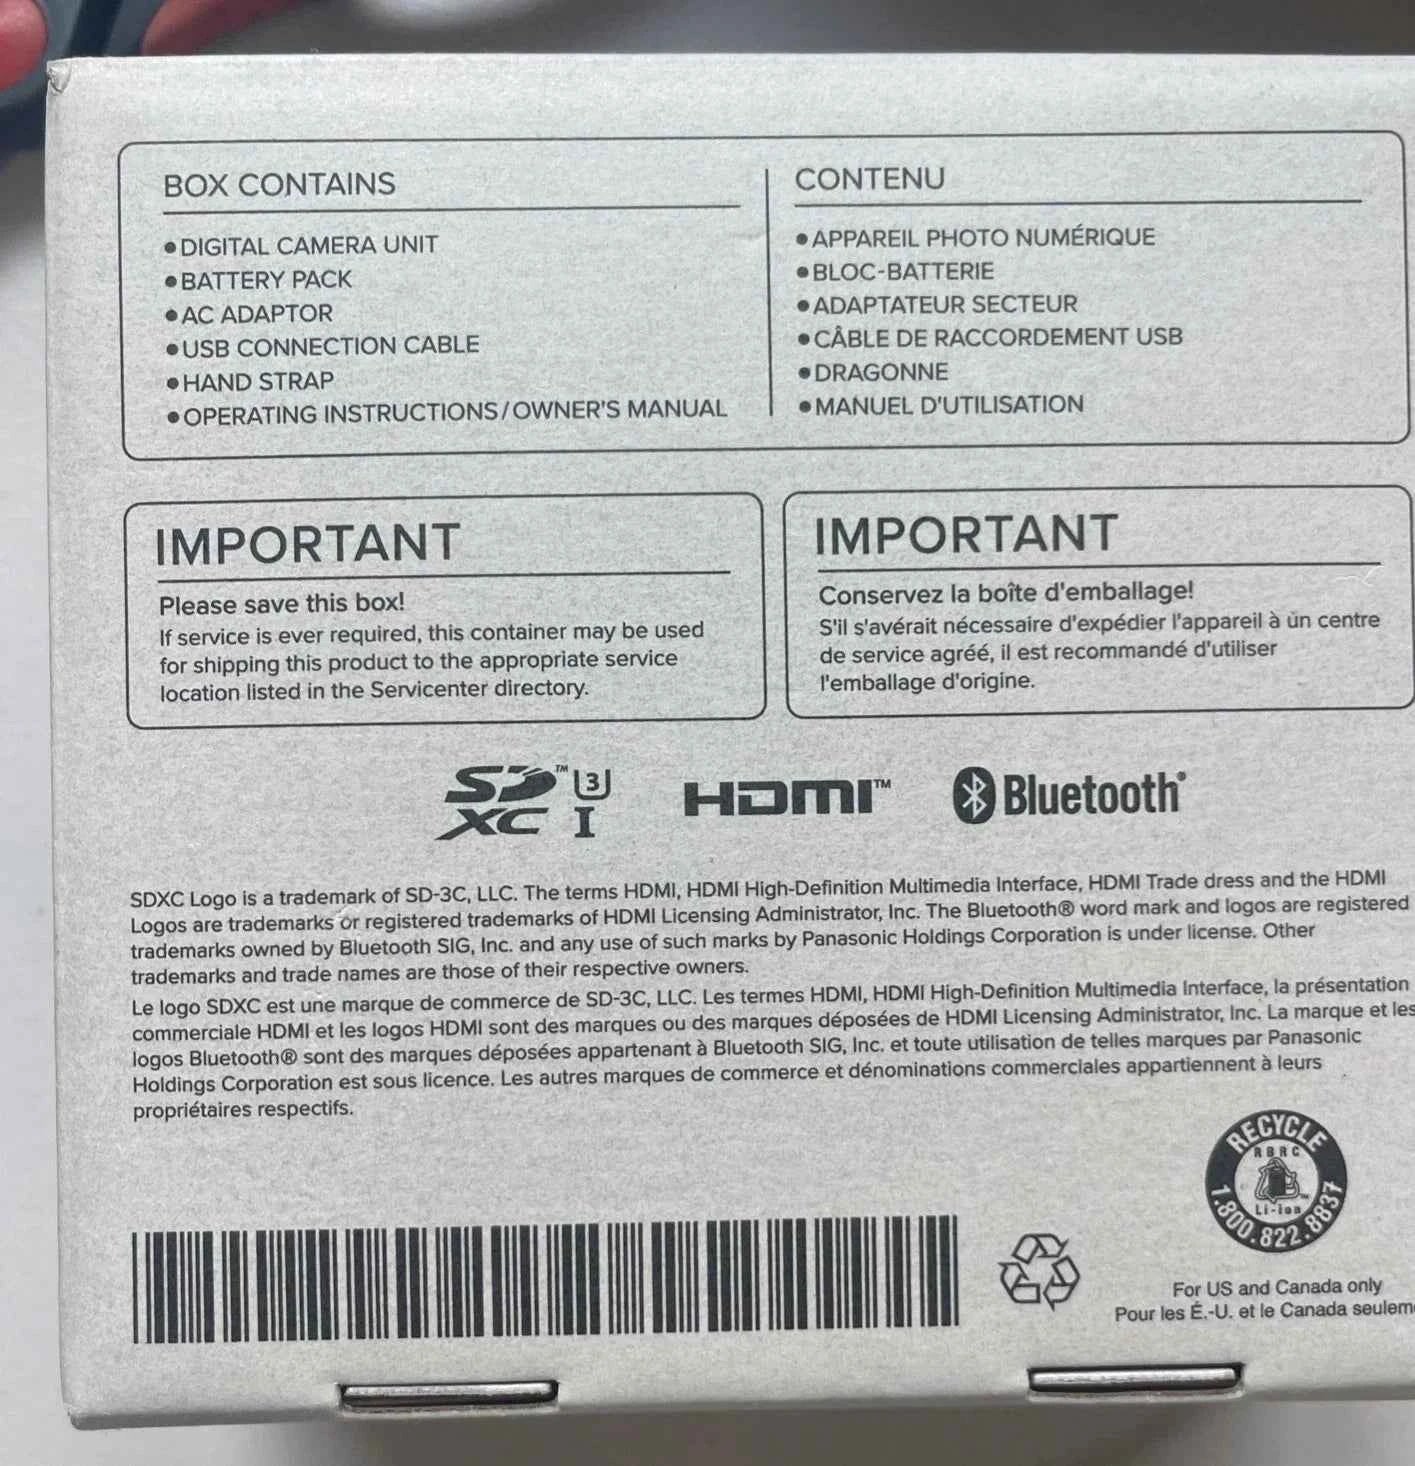 BOX CONTAINS
●DIGITAL CAMERA UNIT
●BATTERY PACK
●AC ADAPTOR
●USB CONNECTION CABLE
●HAND STRAP
●OPERATING INSTRUCTIONS/OWNER'S MANUAL
CONTENU
●APPAREIL PHOTO NUMÉRIQUE
●BLOC-BATTERIE
●ADAPTATEUR SECTEUR
●CÂBLE DE RACCORDEMENT USB
●DRAGONNE
●MANUEL D'UTILISATION
IMPORTANT
Please save this box!
If service is ever required, this container may be used
for shipping this product to the appropriate service
location listed in the Servicenter directory.
IMPORTANT
Conservez la boîte d'emballage!
S'il s'avérait nécessaire d'expédier l'appareil à un centre
de service agréé, il est recommandé d'utiliser
l'emballage d'origine.
SD™ 3
XC I
HDMI™
Bluetooth®
SDXC Logo is a trademark of SD-3C, LLC. The terms HDMI, HDMI High-Definition Multimedia Interface, HDMI Trade dress and the HDMI
Logos are trademarks or registered trademarks of HDMI Licensing Administrator, Inc. The Bluetooth® word mark and logos are registered
trademarks owned by Bluetooth SIG, Inc. and any use of such marks by Panasonic Holdings Corporation is under license. Other
trademarks and trade names are those of their respective owners.
Le logo SDXC est une marque de commerce de SD-3C, LLC. Les termes HDMI, HDMI High-Definition Multimedia Interface, la présentation
commerciale HDMI et les logos HDMI sont des marques ou des marques déposées de HDMI Licensing Administrator, Inc. La marque et les
logos Bluetooth® sont des marques déposées appartenant à Bluetooth SIG, Inc. et toute utilisation de telles marques par Panasonic
Holdings Corporation est sous licence. Les autres marques de commerce et dénominations commerciales appartiennent à leurs
propriétaires respectifs.
RECYCLE
RBRC
Li-ion
1.800.822.8837
For US and Canada only
Pour les É.-U. et le Canada seulem